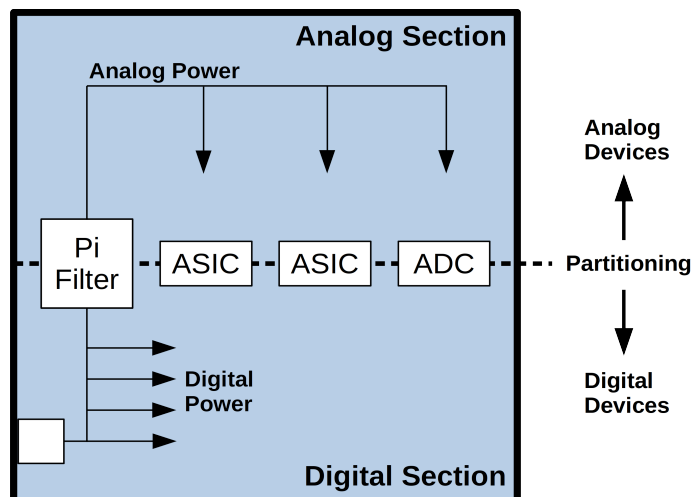 Analog Section
Analog Power
Analog
Devices
Pi
Filter
ASIC
ASIC
ADC
Partitioning
Digital
Power
Digital
Devices
Digital Section